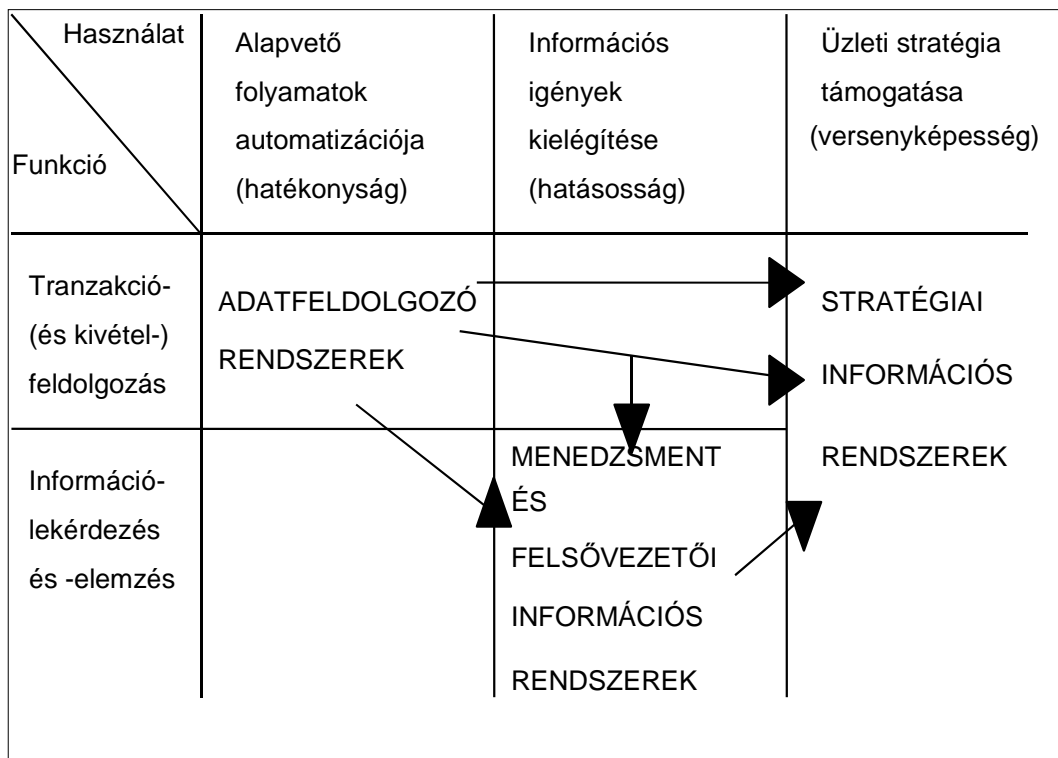 Használat
Funkció
Alapvető
folyamatok
automatizációja
(hatékonyság)
Információs
igények
kielégítése
(hatásosság)
Üzleti stratégia
támogatása
(versenyképesség)
Tranzakció-
(és kivétel-)
feldolgozás
ADATFELDOLGOZÓ
RENDSZEREK
STRATÉGIAI
INFORMÁCIÓS
RENDSZEREK
Információ-
lekérdezés
és -elemzés
MENEDZSMENT
ÉS
FELSŐVEZETŐI
INFORMÁCIÓS
RENDSZEREK